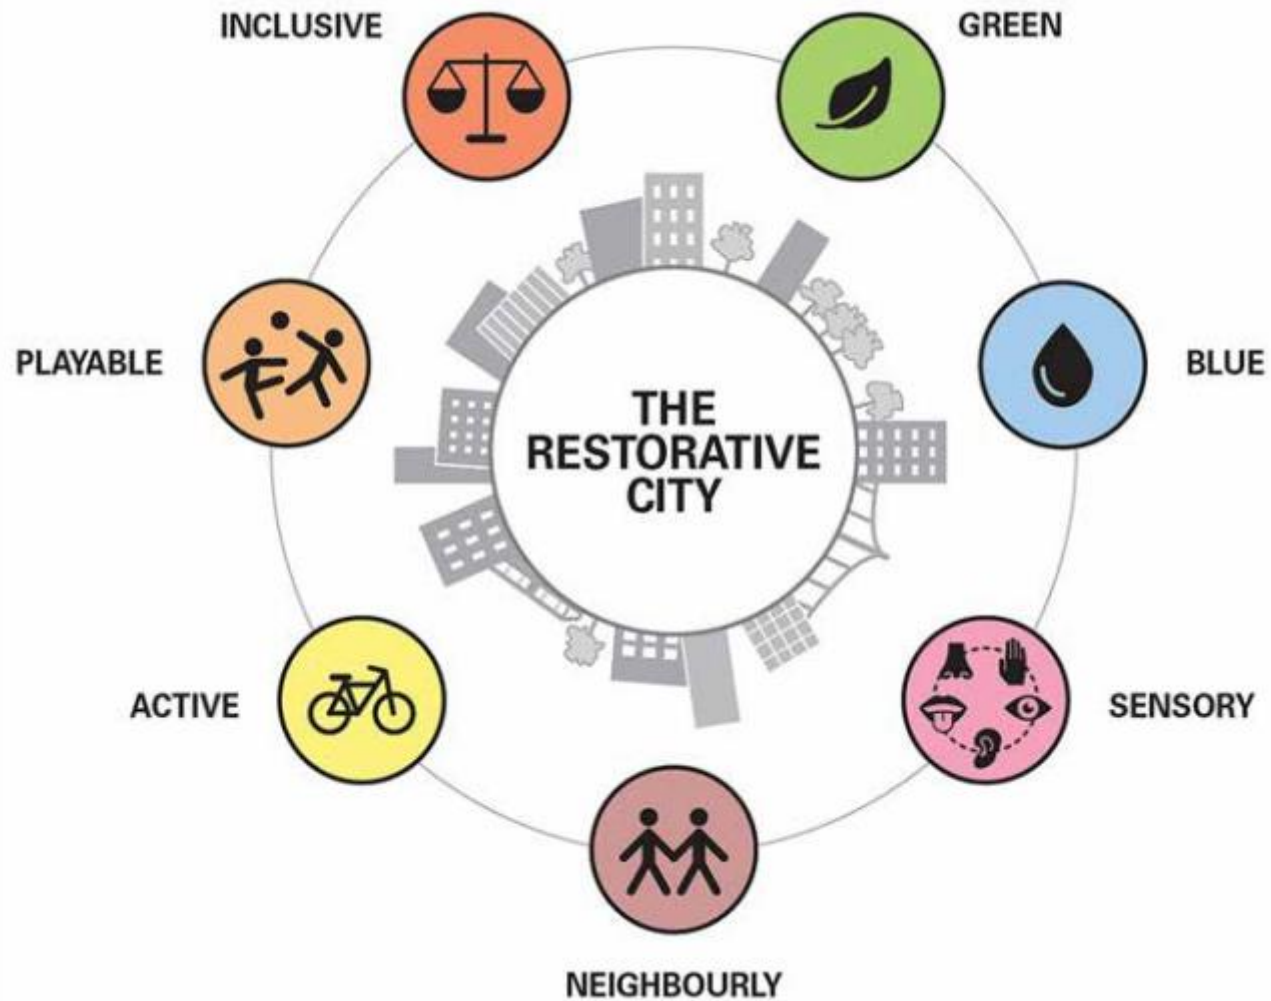 INCLUSIVE
GREEN
PLAYABLE
BLUE
THE
RESTORATIVE
CITY
ACTIVE
SENSORY
NEIGHBOURLY